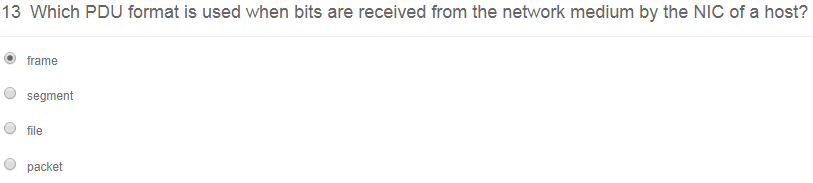 13 Which PDU format is used when bits are received from the network medium by the NIC of a host?
frame
segment
file
packet